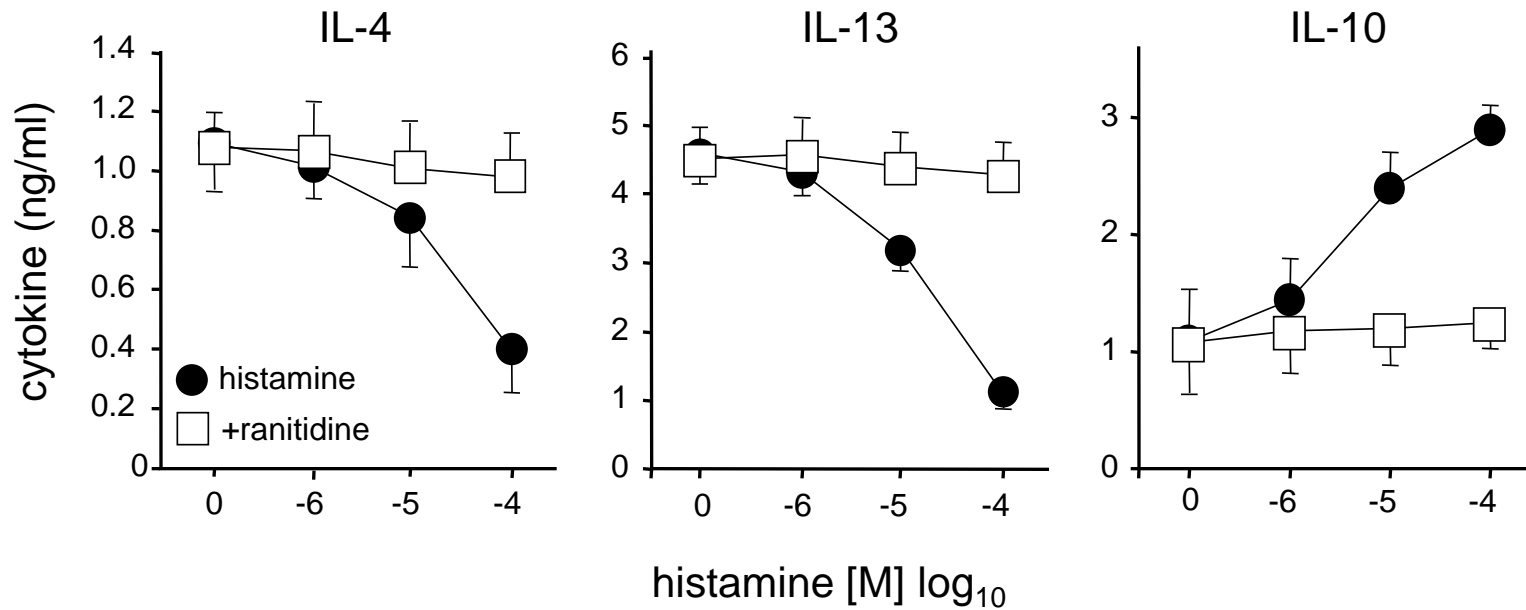 IL-4
IL-13
IL-10
cytokine (ng/ml)
1.4
1.2
1.0
0.8
0.6
0.4
0.2
0
histamine
+ranitidine
0 -6 -5 -4
6
5
4
3
2
1
0
0 -6 -5 -4
3
2
1
0
0 -6 -5 -4
histamine [M] log₁₀